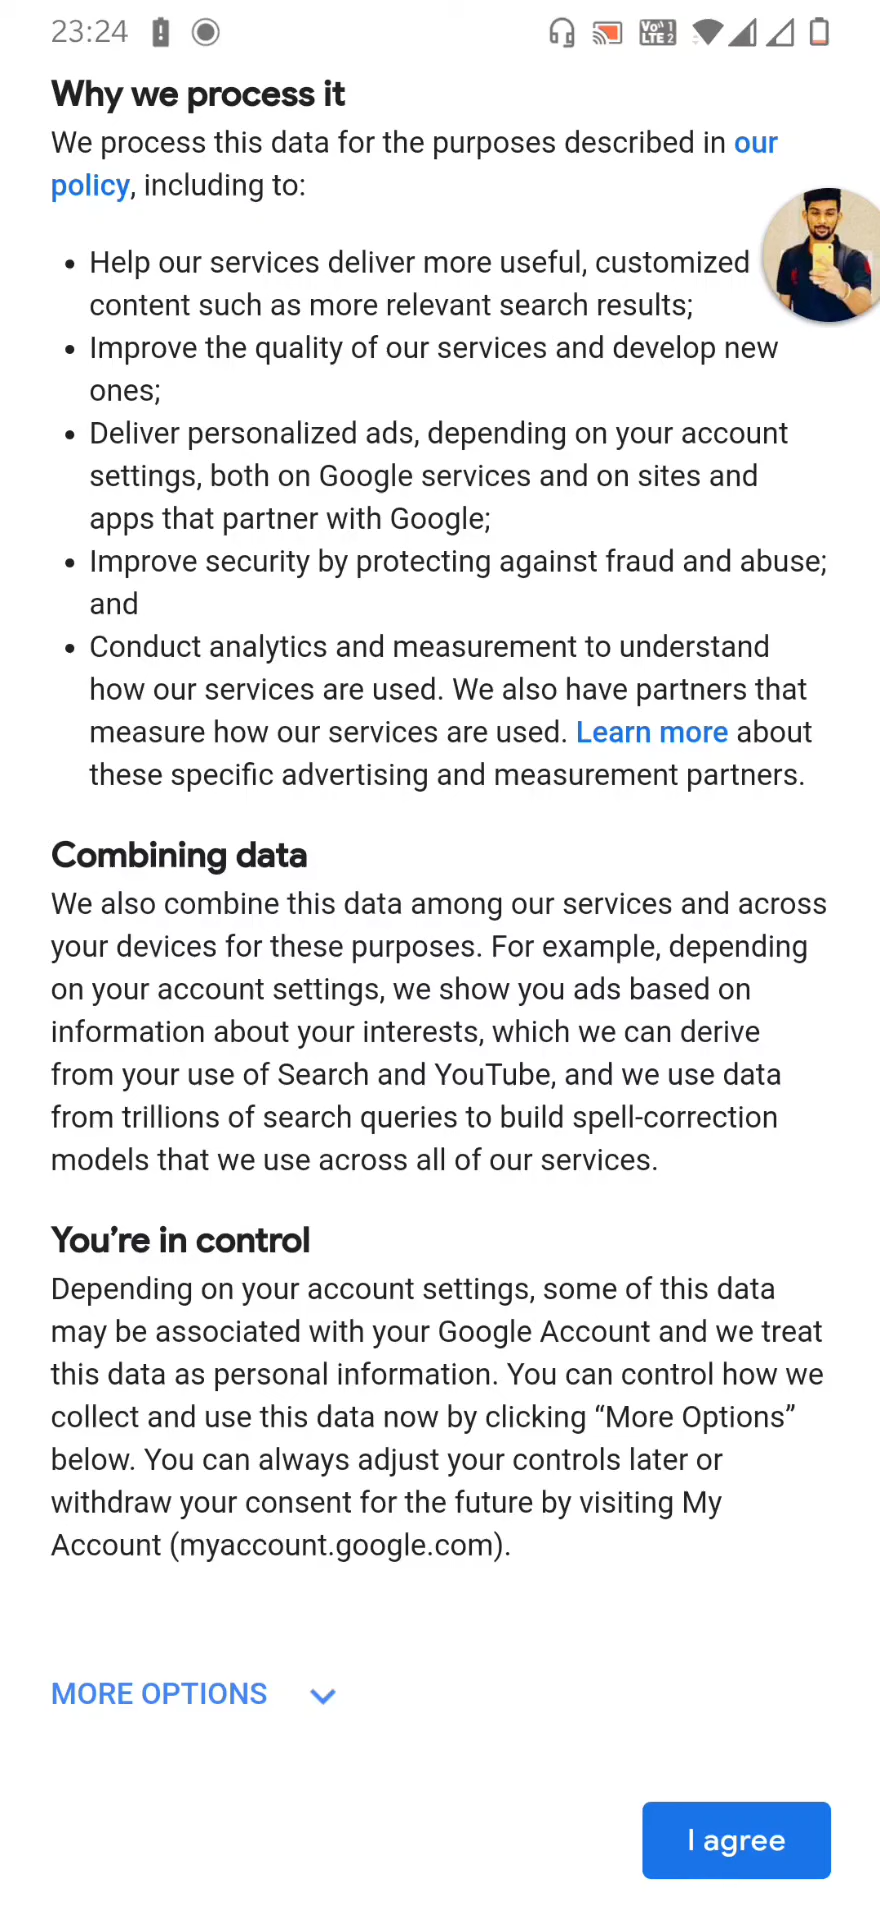 23:24
Vo 1
LTE 2
Why we process it
We process this data for the purposes described in our
policy, including to:
• Help our services deliver more useful, customized
content such as more relevant search results;
• Improve the quality of our services and develop new
ones;
• Deliver personalized ads, depending on your account
settings, both on Google services and on sites and
apps that partner with Google;
• Improve security by protecting against fraud and abuse;
and
• Conduct analytics and measurement to understand
how our services are used. We also have partners that
measure how our services are used. Learn more about
these specific advertising and measurement partners.
Combining data
We also combine this data among our services and across
your devices for these purposes. For example, depending
on your account settings, we show you ads based on
information about your interests, which we can derive
from your use of Search and YouTube, and we use data
from trillions of search queries to build spell-correction
models that we use across all of our services.
You’re in control
Depending on your account settings, some of this data
may be associated with your Google Account and we treat
this data as personal information. You can control how we
collect and use this data now by clicking “More Options”
below. You can always adjust your controls later or
withdraw your consent for the future by visiting My
Account (myaccount.google.com).
MORE OPTIONS
I agree